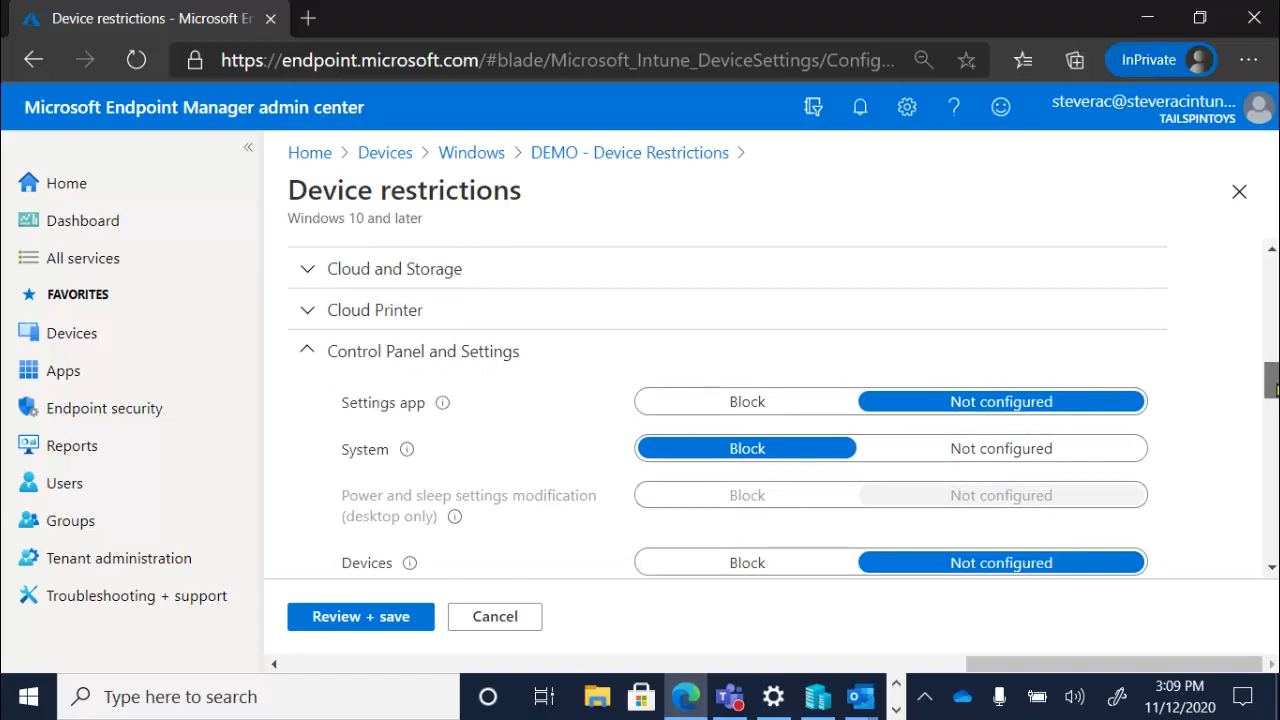 Device restrictions - Microsoft Er
https://endpoint.microsoft.com/#blade/Microsoft_Intune_DeviceSettings/Config...
InPrivate
Microsoft Endpoint Manager admin center
steverac@steveracintun...
TAILSPINTOYS
Home > Devices > Windows > DEMO - Device Restrictions >
Device restrictions
Windows 10 and later
Home
Dashboard
All services
FAVORITES
Devices
Apps
Endpoint security
Reports
Users
Groups
Tenant administration
Troubleshooting + support
Cloud and Storage
Cloud Printer
Control Panel and Settings
Settings app Block Not configured
System Block Not configured
Power and sleep settings modification
(desktop only) Block Not configured
Devices Block Not configured
Review + save Cancel
Type here to search
3:09 PM
11/12/2020